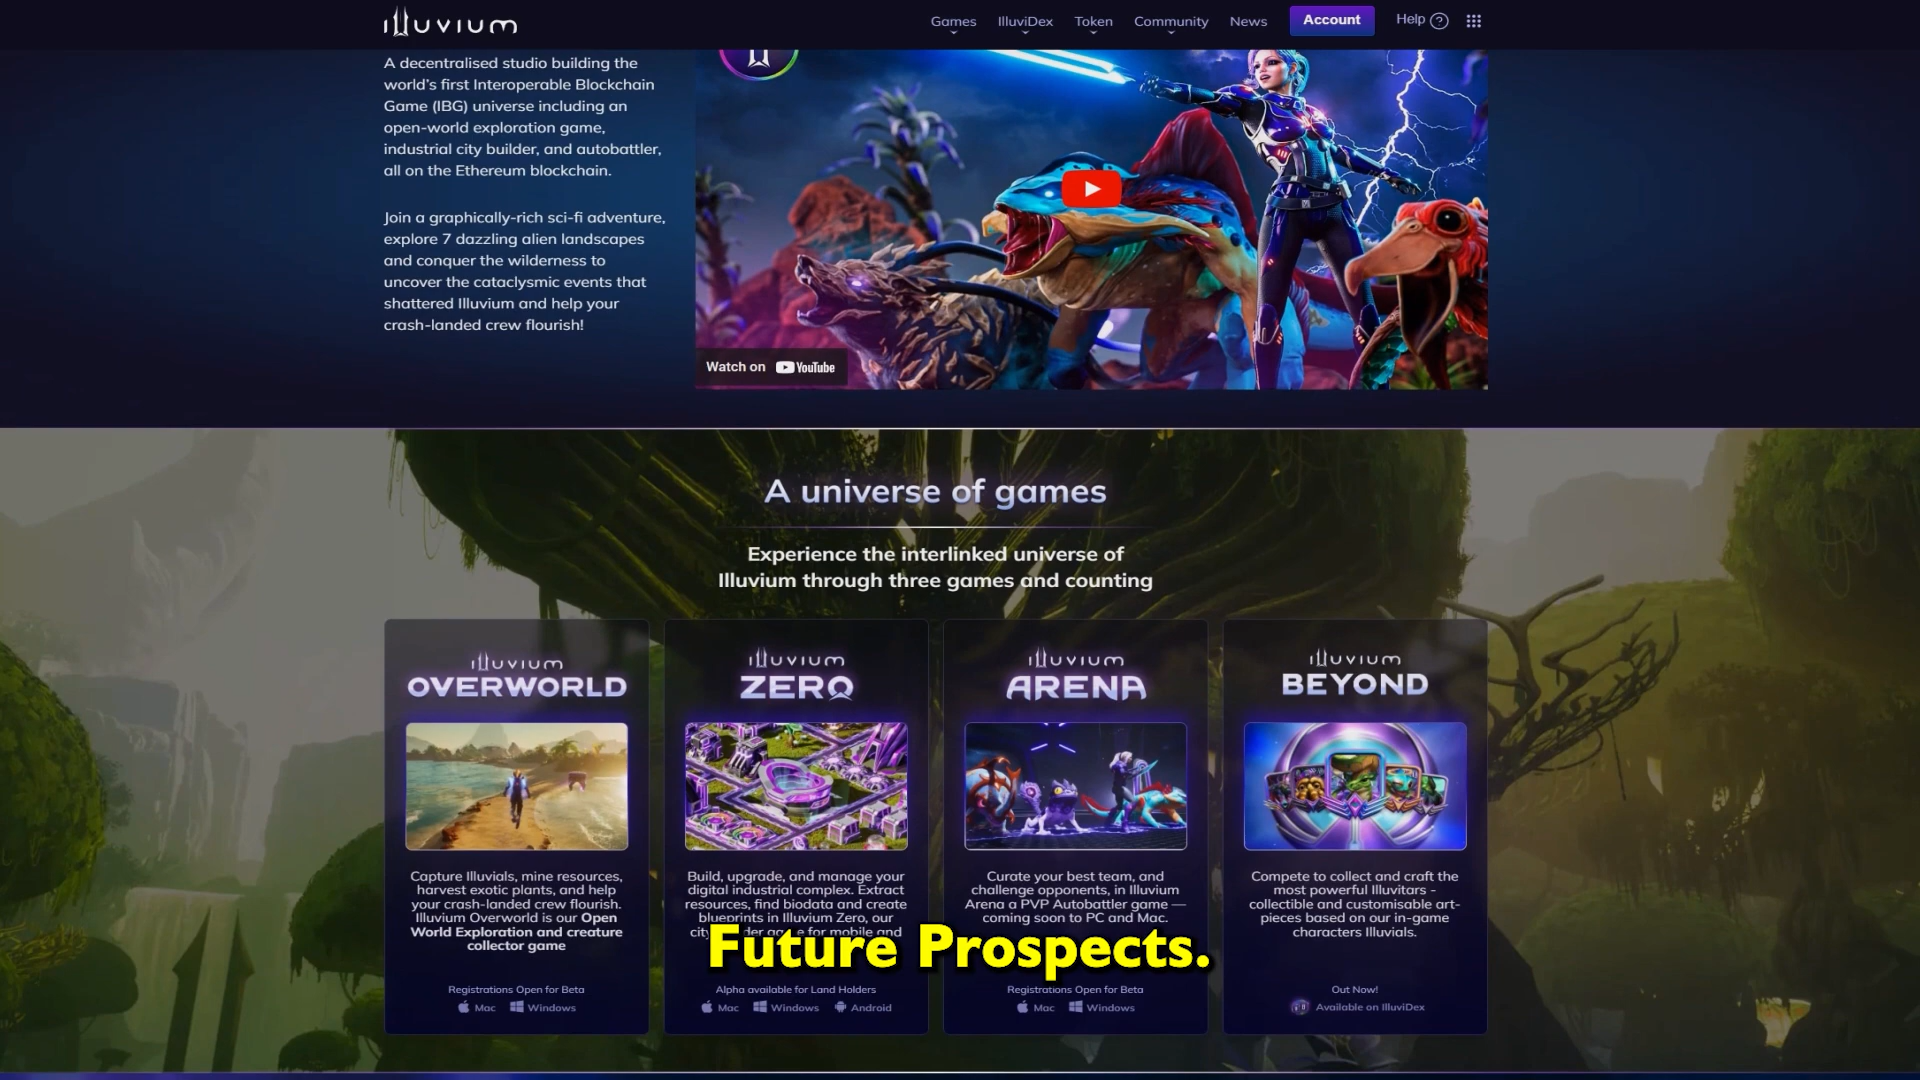 illuvium
Games
IlluviDex
Token
Community
News
Account
Help ?
A decentralised studio building the
world's first Interoperable Blockchain
Game (IBG) universe including an
open-world exploration game,
industrial city builder, and autobattler,
all on the Ethereum blockchain.
Join a graphically-rich sci-fi adventure,
explore 7 dazzling alien landscapes
and conquer the wilderness to
uncover the cataclysmic events that
shattered Illuvium and help your
crash-landed crew flourish!
Watch on YouTube
A universe of games
Experience the interlinked universe of
Illuvium through three games and counting
illuvium
OVERWORLD
Capture Illuvials, mine resources,
harvest exotic plants, and help
your crash-landed crew flourish.
Illuvium Overworld is our Open
World Exploration and creature
collector game
Registrations Open for Beta
Mac Windows
illuvium
ZERO
Build, upgrade, and manage your
digital industrial complex. Extract
resources, find biodata and create
blueprints in Illuvium Zero, our
for mobile and
Alpha available for Land Holders
Mac Windows Android
illuvium
ARENA
Curate your best team, and
challenge opponents, in Illuvium
Arena a PVP Autobattler game —
coming soon to PC and Mac.
Registrations Open for Beta
Mac Windows
illuvium
BEYOND
Compete to collect and craft the
most powerful Illuvitars -
collectible and customisable art-
pieces based on our in-game
characters Illuvials.
Out Now!
Available on IlluviDex
Future Prospects.